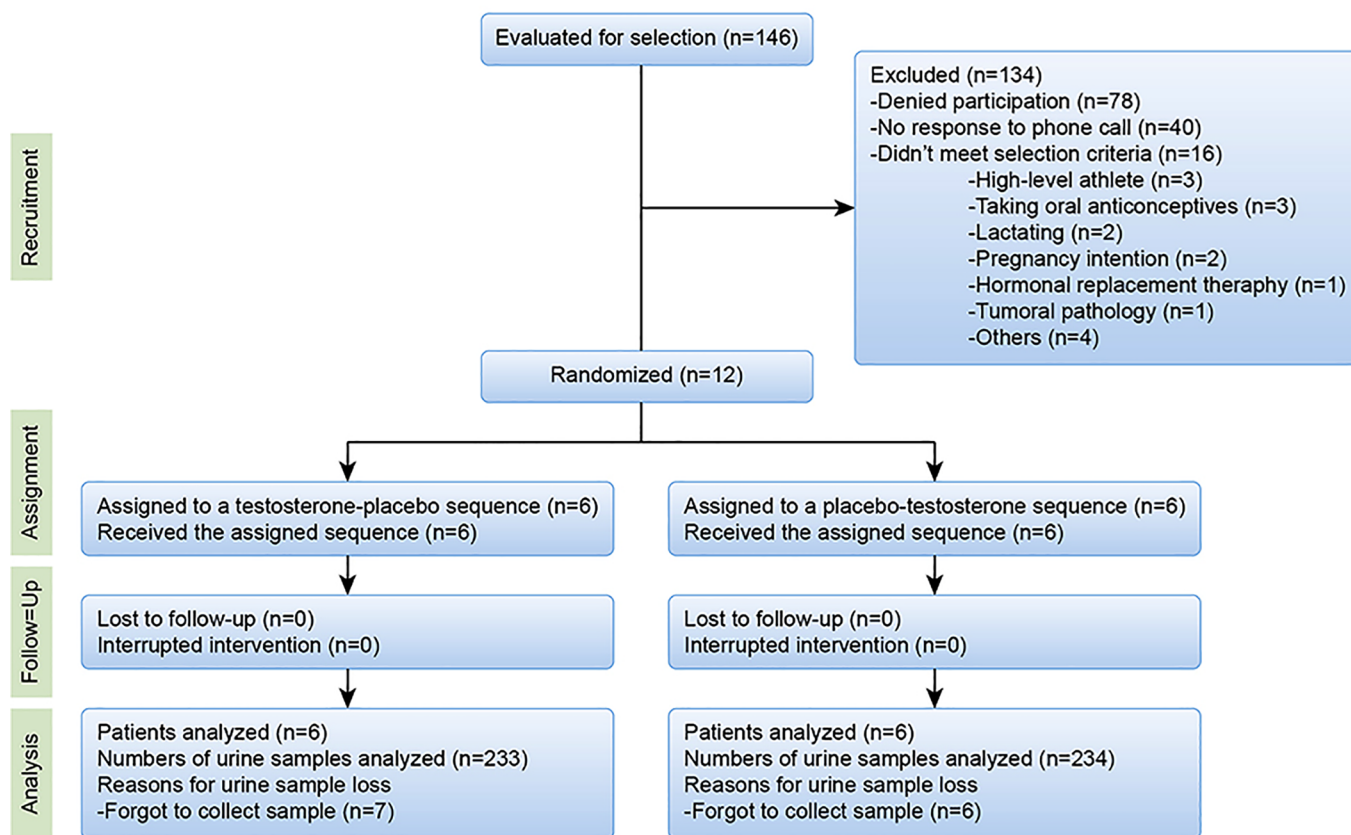 Evaluated for selection (n=146)
Recruitment
Excluded (n=134)
-Denied participation (n=78)
-No response to phone call (n=40)
-Didn't meet selection criteria (n=16)
-High-level athlete (n=3)
-Taking oral anticonceptives (n=3)
-Lactating (n=2)
-Pregnancy intention (n=2)
-Hormonal replacement theraphy (n=1)
-Tumoral pathology (n=1)
-Others (n=4)
Randomized (n=12)
Assignment
Assigned to a testosterone-placebo sequence (n=6)
Received the assigned sequence (n=6)
Assigned to a placebo-testosterone sequence (n=6)
Received the assigned sequence (n=6)
Follow=Up
Lost to follow-up (n=0)
Interrupted intervention (n=0)
Lost to follow-up (n=0)
Interrupted intervention (n=0)
Analysis
Patients analyzed (n=6)
Numbers of urine samples analyzed (n=233)
Reasons for urine sample loss
-Forgot to collect sample (n=7)
Patients analyzed (n=6)
Numbers of urine samples analyzed (n=234)
Reasons for urine sample loss
-Forgot to collect sample (n=6)